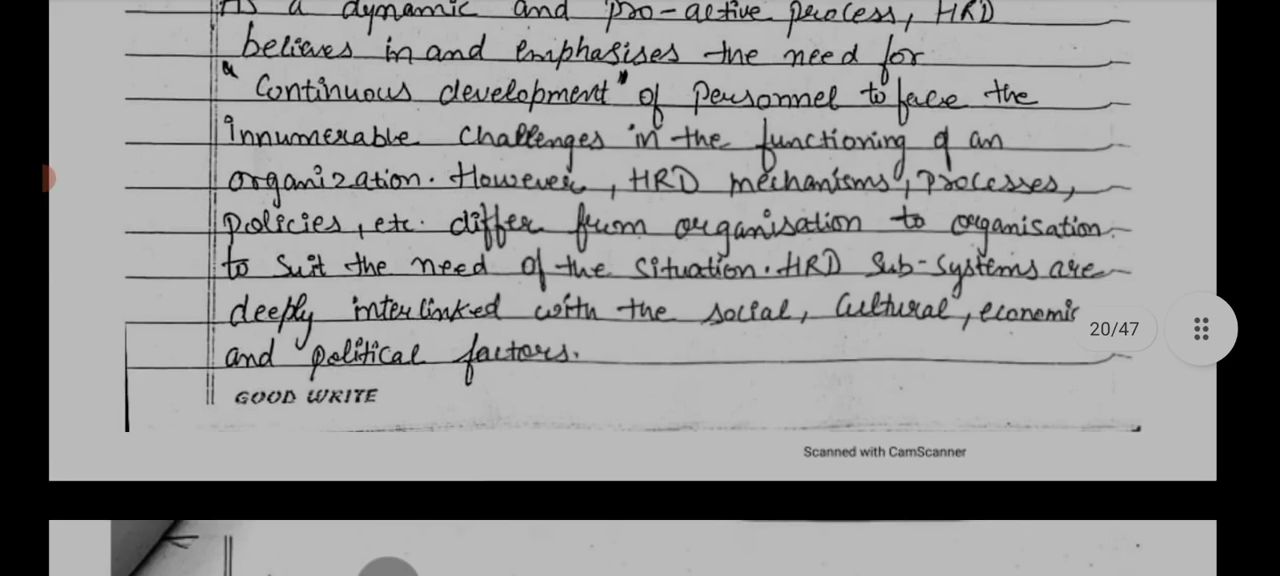 As a dynamic and pro-active process, HRD
believes in and emphasises the need for
"Continuous development" of personnel to face the
innumerable challenges in the functioning of an
organization. However, HRD mechanisms, processes,
policies, etc. differ from organisation to organisation
to suit the need of the situation. HRD Sub-systems are
deeply interlinked with the social, Cultural, economic
and political factors.
20/47
GOOD WRITE
Scanned with CamScanner